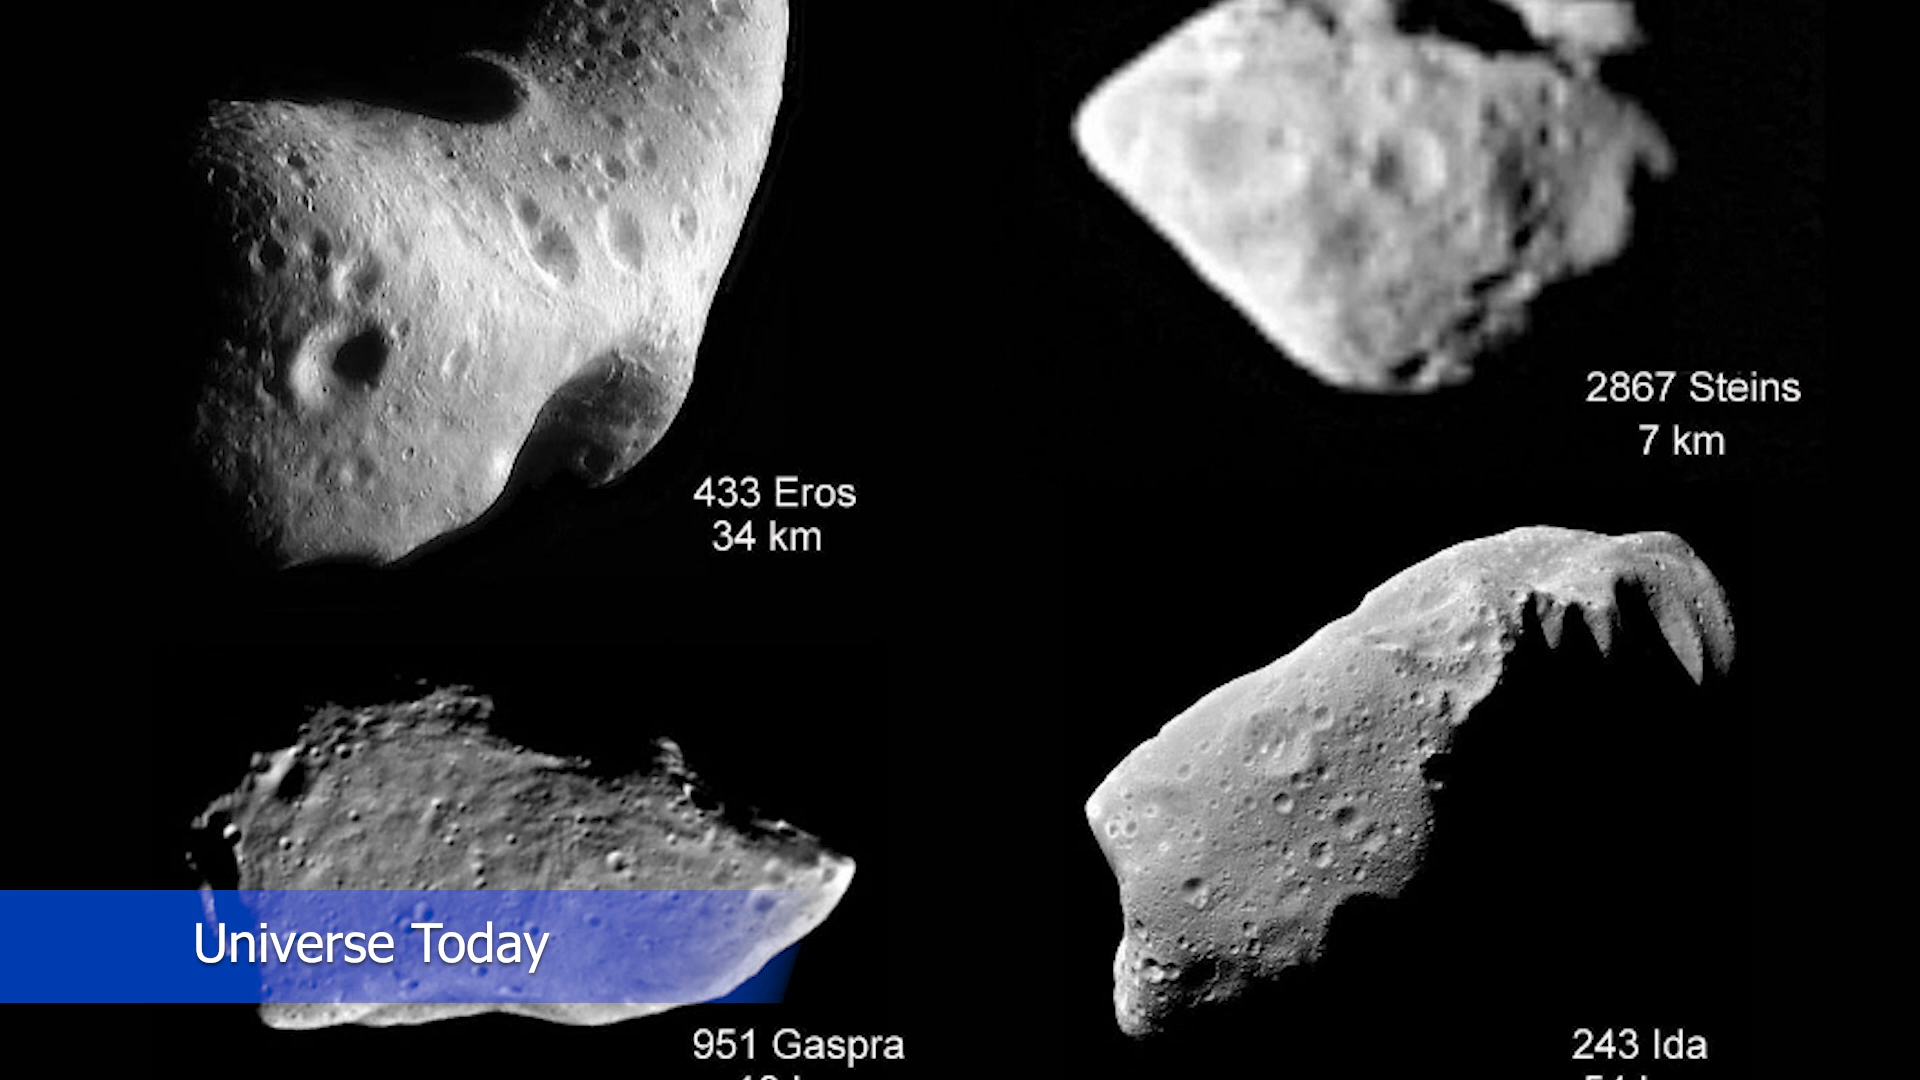 2867 Steins
7 km
433 Eros
34 km
Universe Today
951 Gaspra
243 Ida